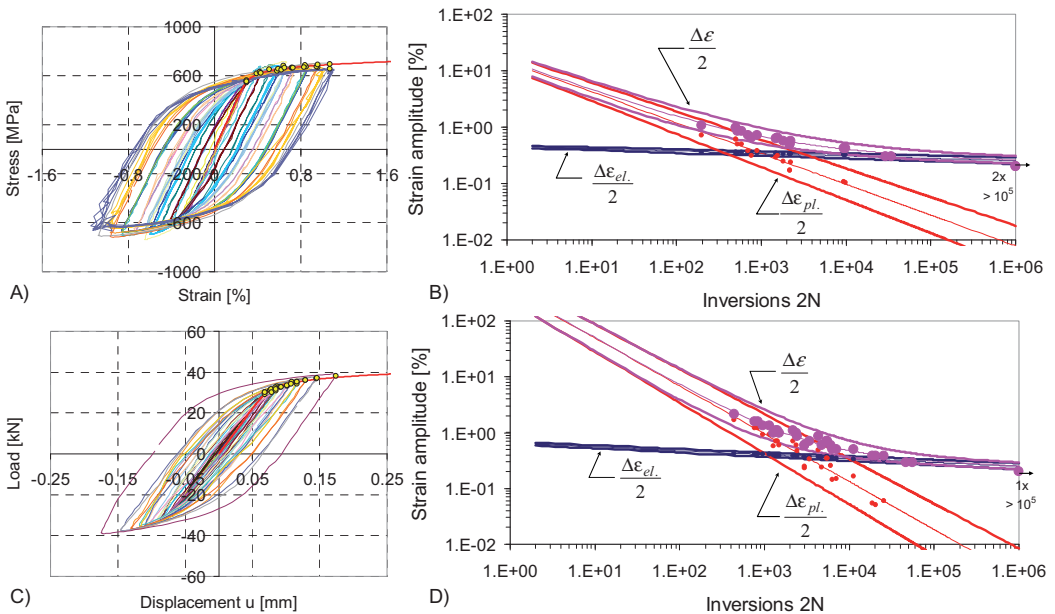 1000
600
200
-200
-600
-1000
-1.6
-0.8
0
0.8
1.6
Stress [MPa]
Strain [%]
A)
B)
1.E+02
1.E+01
1.E+00
1.E-01
1.E-02
Strain amplitude [%]
Δε/2
Δεel./2
Δεpl./2
2x
> 10⁵
1.E+00
1.E+01
1.E+02
1.E+03
1.E+04
1.E+05
1.E+06
Inversions 2N
60
40
20
0
-20
-40
-60
-0.25
-0.15
-0.05
0.05
0.15
0.25
Load [kN]
Displacement u [mm]
C)
1.E+02
1.E+01
1.E+00
1.E-01
1.E-02
Strain amplitude [%]
Δε/2
Δεel./2
Δεpl./2
1x
> 10⁵
1.E+00
1.E+01
1.E+02
1.E+03
1.E+04
1.E+05
1.E+06
D)
Inversions 2N